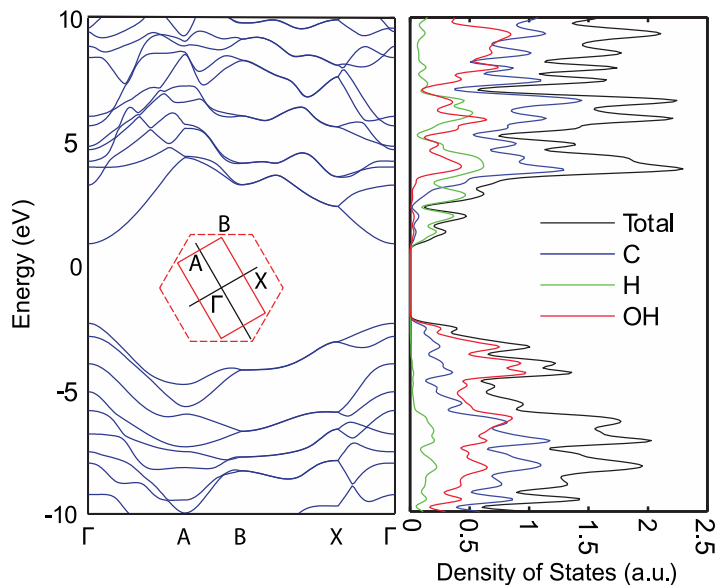 10
5
0
-5
-10
Energy (eV)
Γ
A
B
X
Γ
B
A
X
Γ
Total
C
H
OH
0
0.5
1
1.5
2
2.5
Density of States (a.u.)